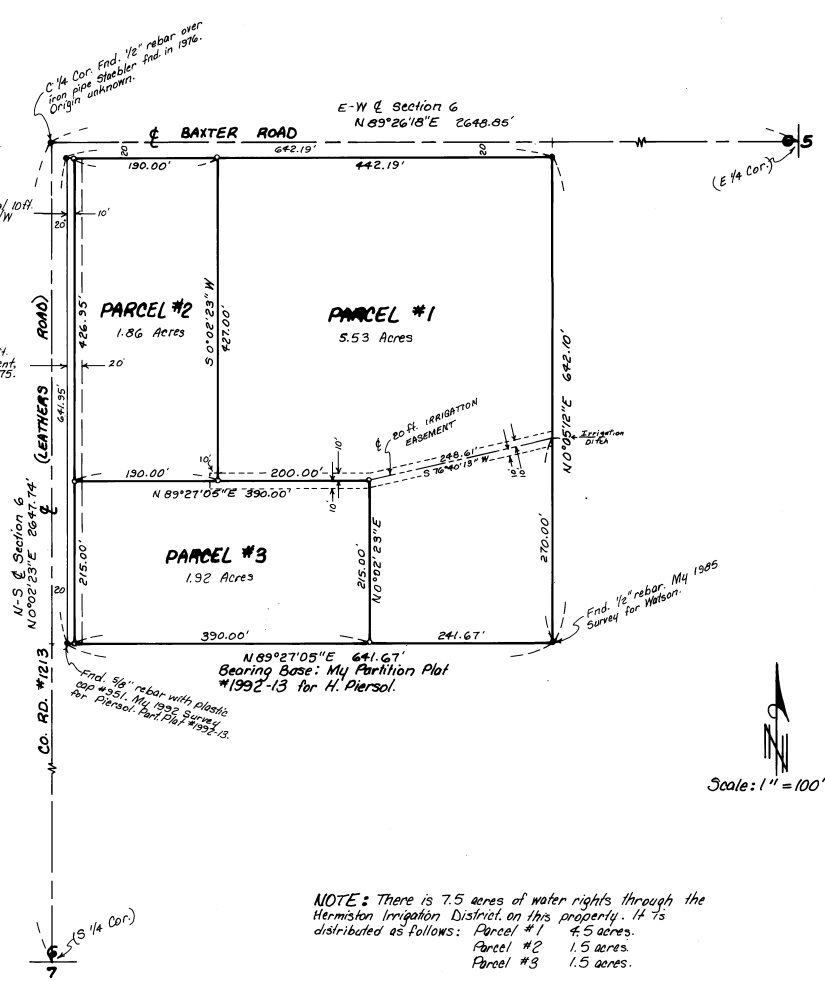 C 1/4 Cor. Fnd. 1/2" rebar over
iron pipe Staebler fnd. in 1976.
Origin unknown.
E-W ℄ Section 6
N 89°26'18"E 2648.85'
℄ BAXTER ROAD
642.19'
20
20
5
190.00'
442.19'
(E 1/4 Cor.)
10 ft.
/W
10'
20'
PARCEL #2
1.86 Acres
PARCEL #1
5.53 Acres
426.95'
S 0°02'23" W
427.00'
N 0°05'12"E 642.10'
20'
75.
641.95'
(LEATHERS ROAD)
℄
N-S ℄ Section 6
N 0°02'23"E 2647.74'
℄ 20 ft. IRRIGATION
EASEMENT
248.61'
S 76°40'13" W
10'
10'
Irrigation
Ditch
10'
10'
190.00'
200.00'
N 89°27'05"E 390.00'
10'
PARCEL #3
1.92 Acres
215.00'
215.00'
N 0°02'23"E
270.00'
20
390.00'
241.67'
Fnd. 1/2" rebar. My 1985
Survey for Watson.
N 89°27'05"E 641.67'
Bearing Base: My Partition Plat
#1992-13 for H. Piersol.
Fnd. 5/8" rebar with plastic
cap #951. My 1992 Survey
for Piersol. Part. Plat #1992-13.
CO. RD. #1213
N
Scale: 1" = 100'
NOTE: There is 7.5 acres of water rights through the
Hermiston Irrigation District. on this property. It is
distributed as follows: Parcel #1 4.5 acres.
Parcel #2 1.5 acres.
Parcel #3 1.5 acres.
(S 1/4 Cor.)
6
7